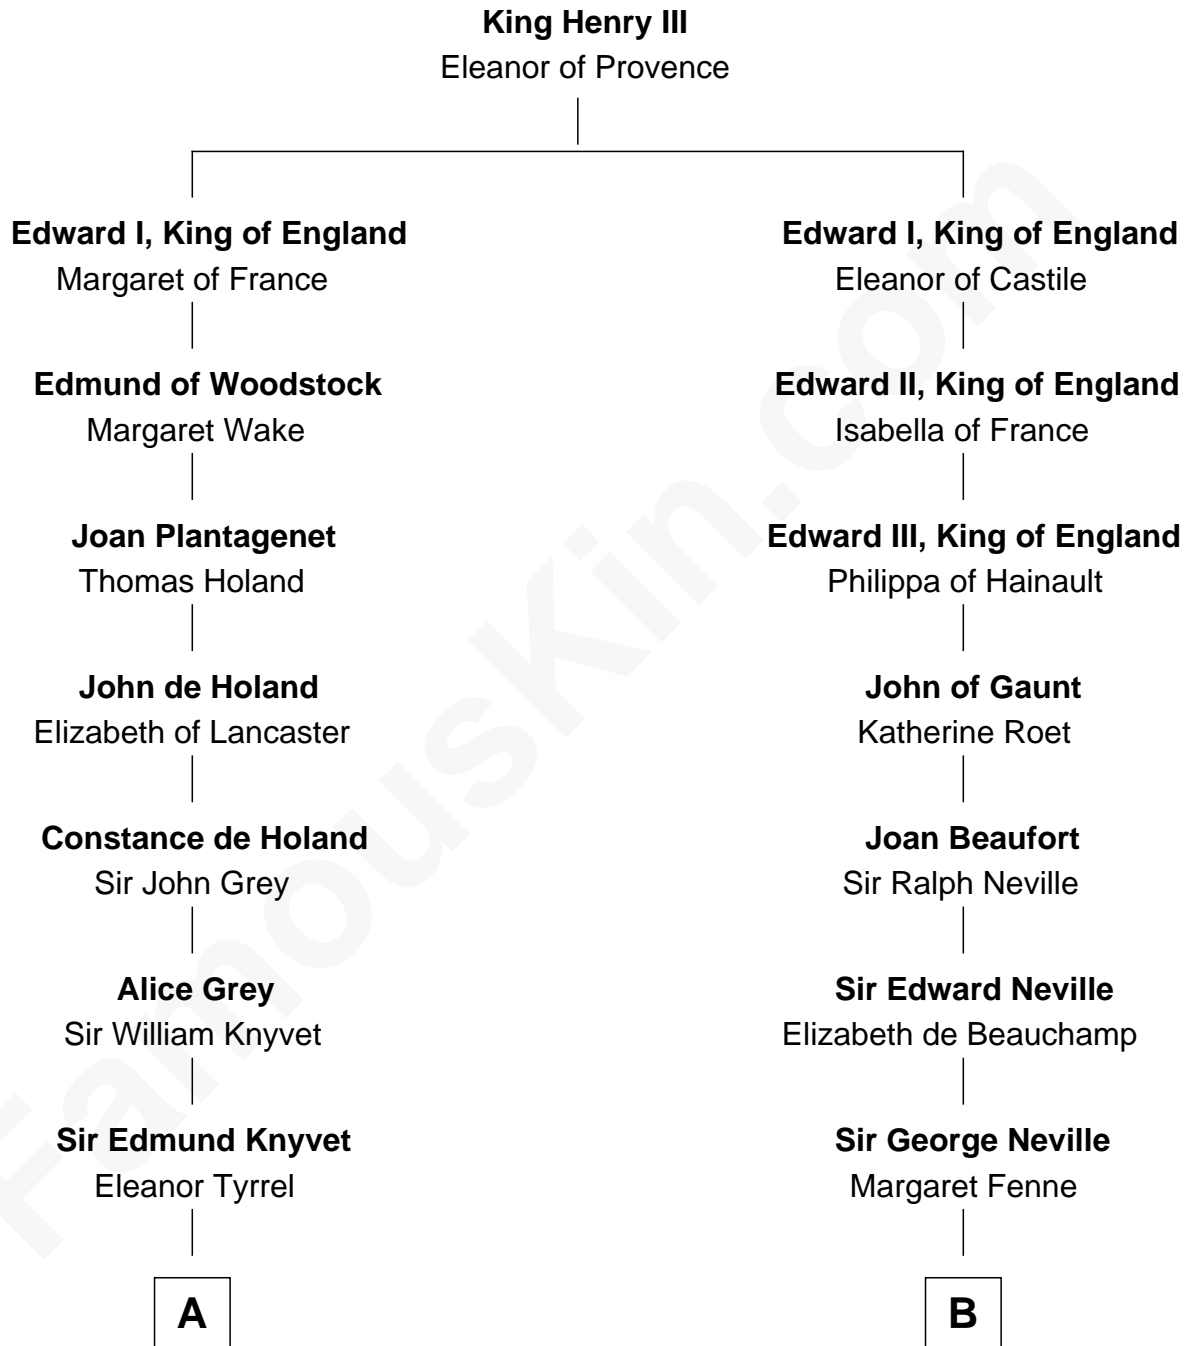 King Henry III
Eleanor of Provence
Edward I, King of England
Margaret of France
Edward I, King of England
Eleanor of Castile
Edmund of Woodstock
Margaret Wake
Edward II, King of England
Isabella of France
Joan Plantagenet
Thomas Holand
Edward III, King of England
Philippa of Hainault
John de Holand
Elizabeth of Lancaster
John of Gaunt
Katherine Roet
Constance de Holand
Sir John Grey
Joan Beaufort
Sir Ralph Neville
Alice Grey
Sir William Knyvet
Sir Edward Neville
Elizabeth de Beauchamp
Sir Edmund Knyvet
Eleanor Tyrrel
Sir George Neville
Margaret Fenne
A
B
FamousKin.com